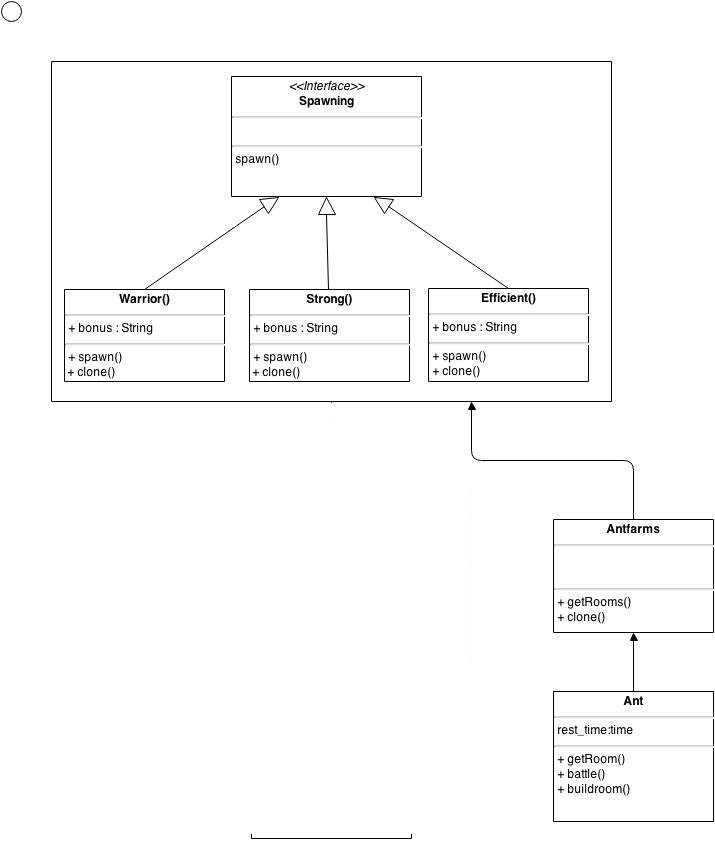 <<Interface>>
Spawning
spawn()
Warrior()
+ bonus : String
+ spawn()
+ clone()
Strong()
+ bonus : String
+ spawn()
+ clone()
Efficient()
+ bonus : String
+ spawn()
+ clone()
Antfarms
+ getRooms()
+ clone()
Ant
rest_time:time
+ getRoom()
+ battle()
+ buildroom()